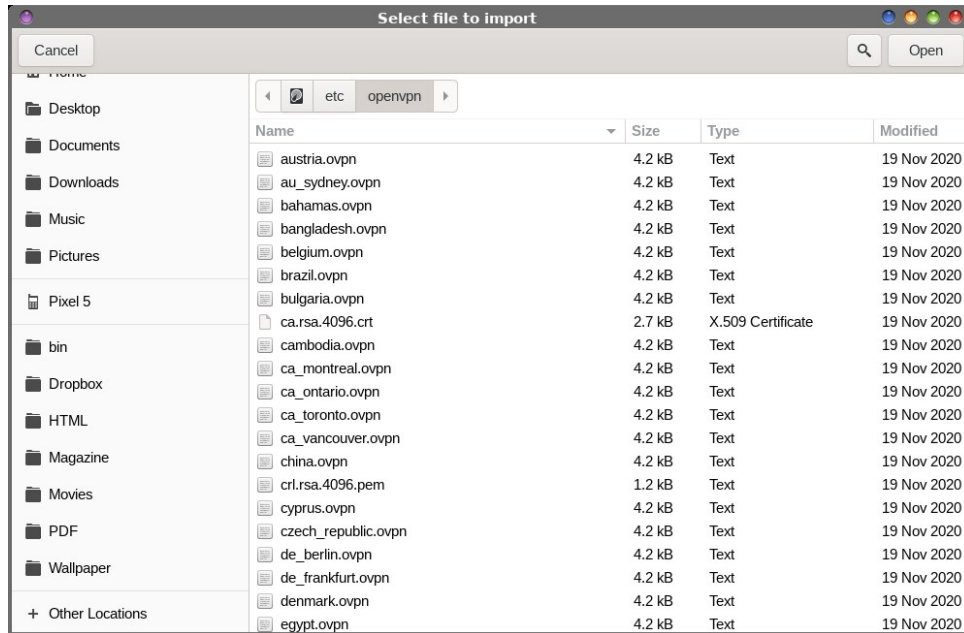 Select file to import
Cancel
Open
Home
Desktop
Documents
Downloads
Music
Pictures
Pixel 5
bin
Dropbox
HTML
Magazine
Movies
PDF
Wallpaper
+ Other Locations
etc openvpn
Name Size Type Modified
austria.ovpn 4.2 kB Text 19 Nov 2020
au_sydney.ovpn 4.2 kB Text 19 Nov 2020
bahamas.ovpn 4.2 kB Text 19 Nov 2020
bangladesh.ovpn 4.2 kB Text 19 Nov 2020
belgium.ovpn 4.2 kB Text 19 Nov 2020
brazil.ovpn 4.2 kB Text 19 Nov 2020
bulgaria.ovpn 4.2 kB Text 19 Nov 2020
ca.rsa.4096.crt 2.7 kB X.509 Certificate 19 Nov 2020
cambodia.ovpn 4.2 kB Text 19 Nov 2020
ca_montreal.ovpn 4.2 kB Text 19 Nov 2020
ca_ontario.ovpn 4.2 kB Text 19 Nov 2020
ca_toronto.ovpn 4.2 kB Text 19 Nov 2020
ca_vancouver.ovpn 4.2 kB Text 19 Nov 2020
china.ovpn 4.2 kB Text 19 Nov 2020
crl.rsa.4096.pem 1.2 kB Text 19 Nov 2020
cyprus.ovpn 4.2 kB Text 19 Nov 2020
czech_republic.ovpn 4.2 kB Text 19 Nov 2020
de_berlin.ovpn 4.2 kB Text 19 Nov 2020
de_frankfurt.ovpn 4.2 kB Text 19 Nov 2020
denmark.ovpn 4.2 kB Text 19 Nov 2020
egypt.ovpn 4.2 kB Text 19 Nov 2020